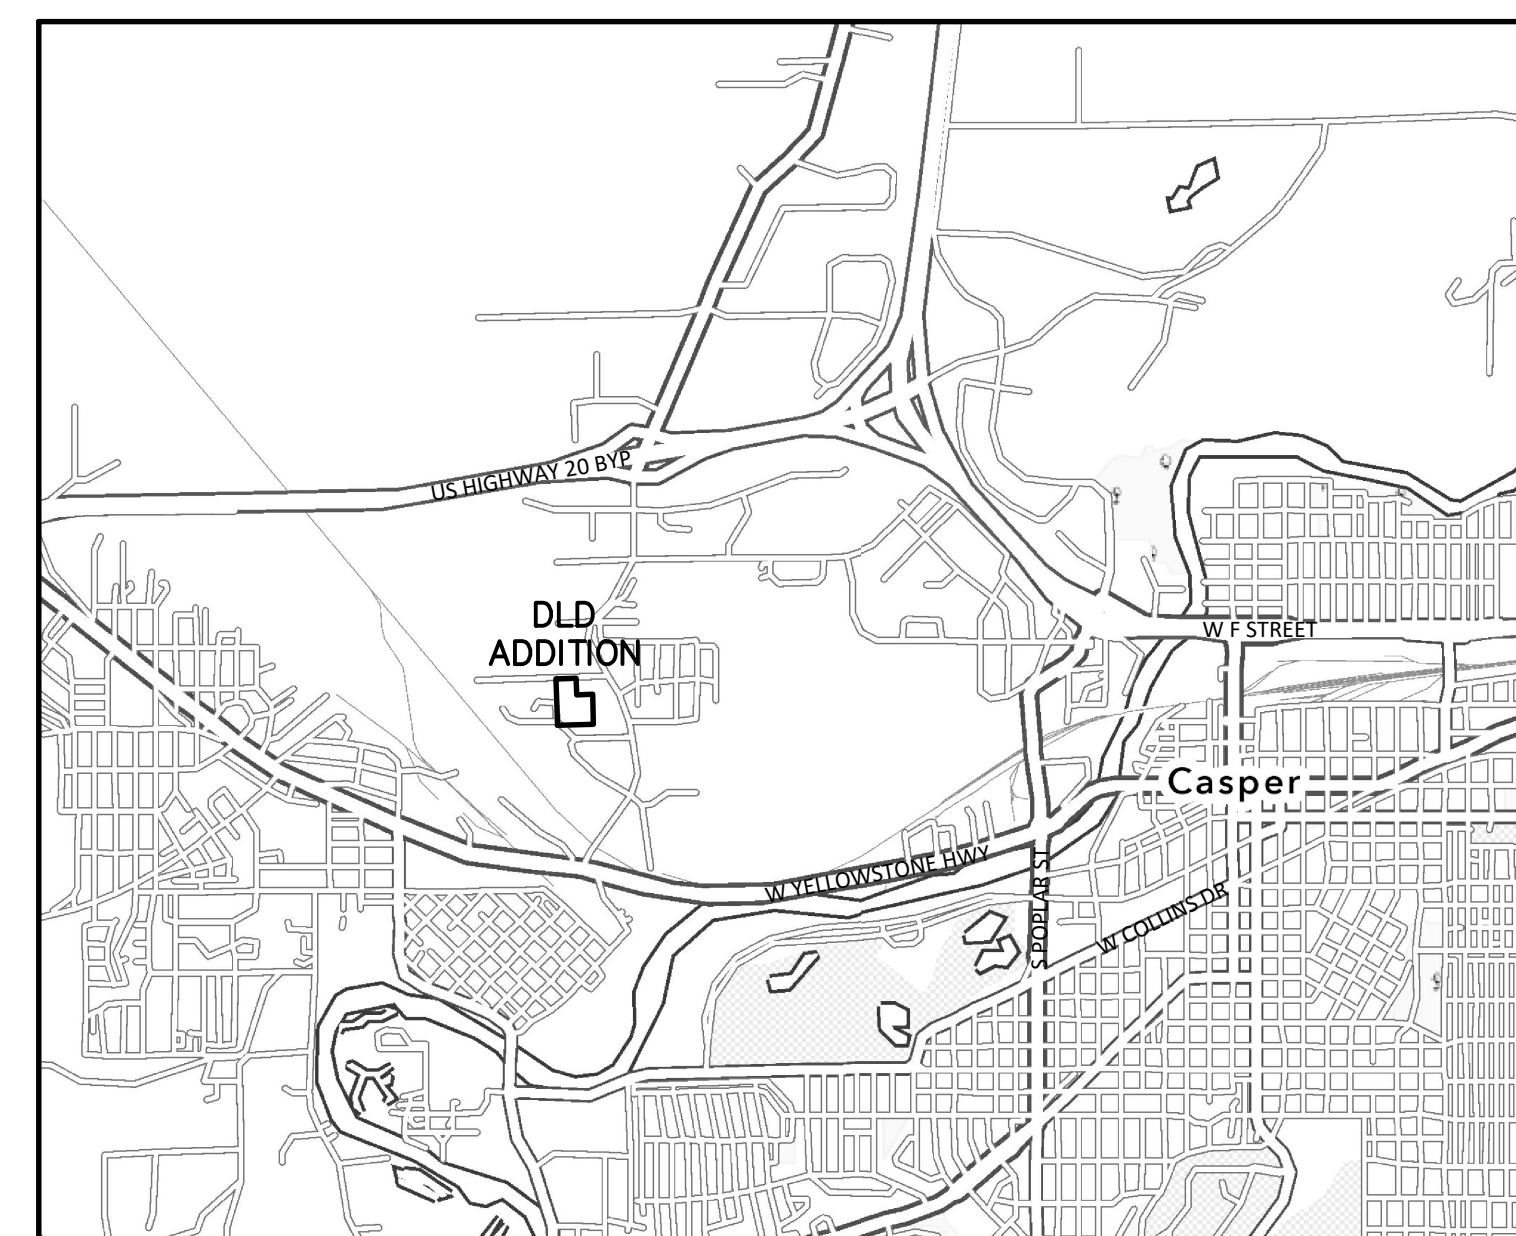 US HIGHWAY 20 BYP
DLD
ADDITION
W F STREET
Casper
W YELLOWSTONE HWY
S POPLAR ST
W COLLINS DR